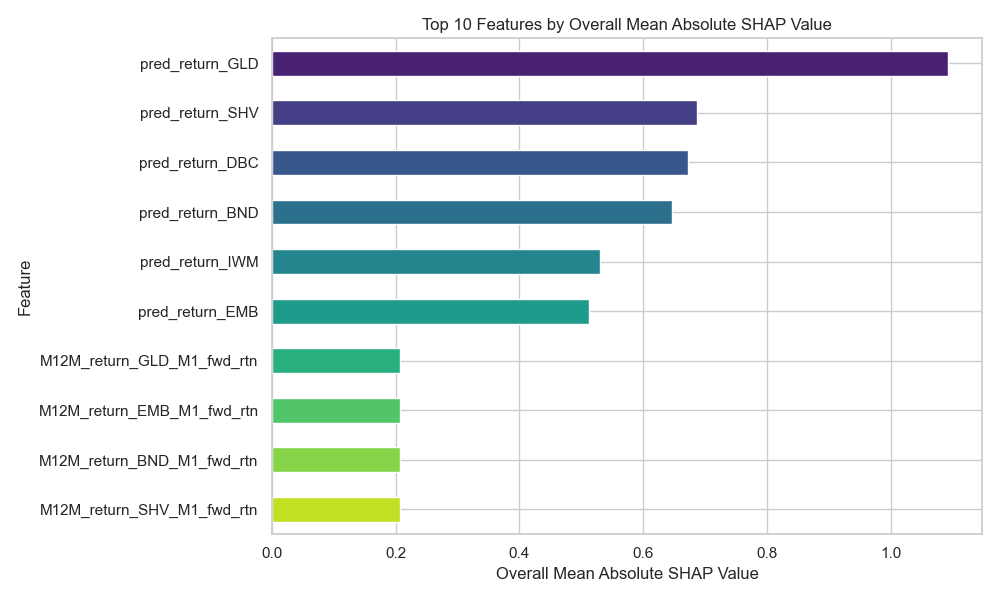 Top 10 Features by Overall Mean Absolute SHAP Value
pred_return_GLD
pred_return_SHV
pred_return_DBC
pred_return_BND
pred_return_IWM
pred_return_EMB
M12M_return_GLD_M1_fwd_rtn
M12M_return_EMB_M1_fwd_rtn
M12M_return_BND_M1_fwd_rtn
M12M_return_SHV_M1_fwd_rtn
Feature
0.0 0.2 0.4 0.6 0.8 1.0
Overall Mean Absolute SHAP Value